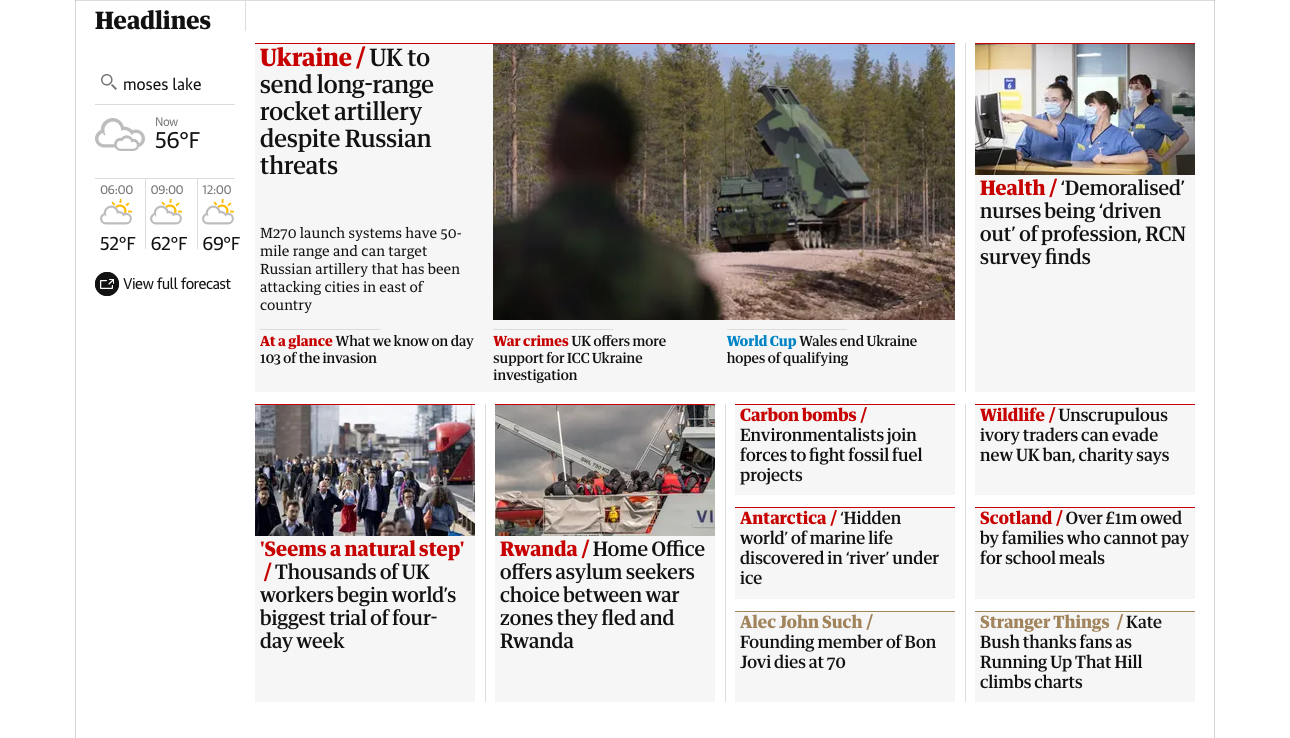 Headlines
moses lake
Now
56°F
06:00 09:00 12:00
52°F 62°F 69°F
View full forecast
Ukraine / UK to
send long-range
rocket artillery
despite Russian
threats
M270 launch systems have 50-
mile range and can target
Russian artillery that has been
attacking cities in east of
country
At a glance What we know on day
103 of the invasion
War crimes UK offers more
support for ICC Ukraine
investigation
World Cup Wales end Ukraine
hopes of qualifying
6
Health / ‘Demoralised’
nurses being ‘driven
out’ of profession, RCN
survey finds
'Seems a natural step'
/ Thousands of UK
workers begin world’s
biggest trial of four-
day week
VI
Rwanda / Home Office
offers asylum seekers
choice between war
zones they fled and
Rwanda
Carbon bombs /
Environmentalists join
forces to fight fossil fuel
projects
Wildlife / Unscrupulous
ivory traders can evade
new UK ban, charity says
Antarctica / ‘Hidden
world’ of marine life
discovered in ‘river’ under
ice
Scotland / Over £1m owed
by families who cannot pay
for school meals
Alec John Such /
Founding member of Bon
Jovi dies at 70
Stranger Things / Kate
Bush thanks fans as
Running Up That Hill
climbs charts